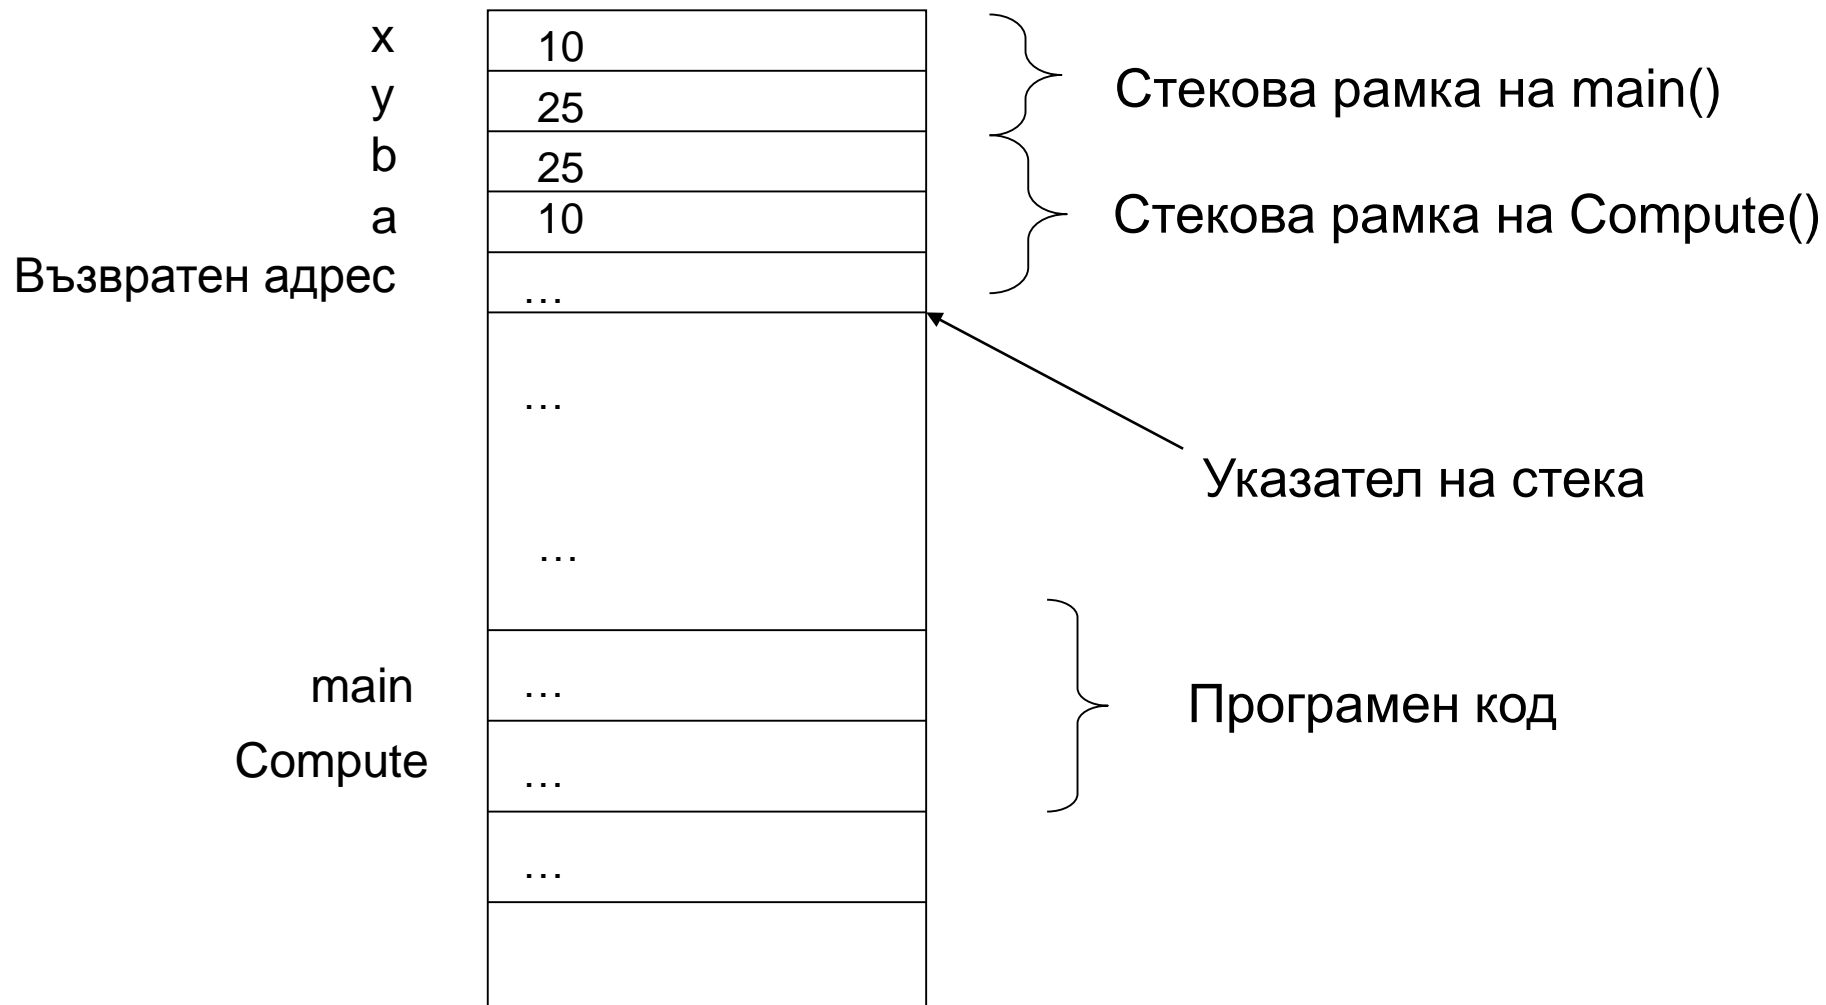 x
10
Стекова рамка на main()
y
25
b
25
Стекова рамка на Compute()
a
10
Възвратен адрес
...
...
Указател на стека
...
main
...
Програмен код
Compute
...
...